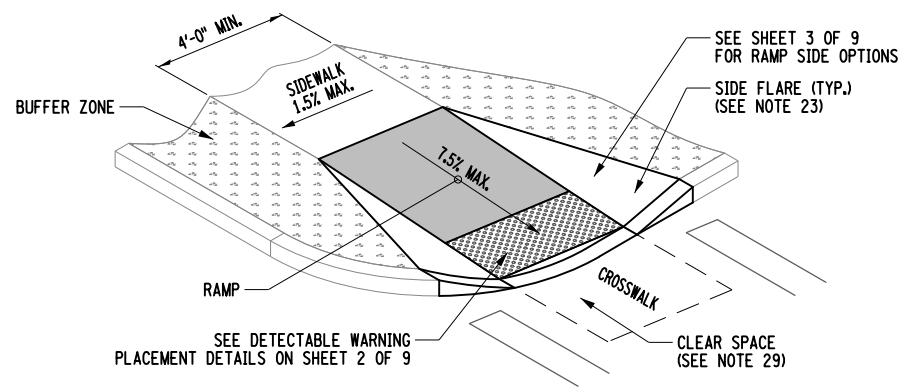 4'-0" MIN.
SIDEWALK
1.5% MAX.
SEE SHEET 3 OF 9
FOR RAMP SIDE OPTIONS
SIDE FLARE (TYP.)
(SEE NOTE 23)
BUFFER ZONE
7.5% MAX.
RAMP
CROSSWALK
SEE DETECTABLE WARNING
PLACEMENT DETAILS ON SHEET 2 OF 9
CLEAR SPACE
(SEE NOTE 29)